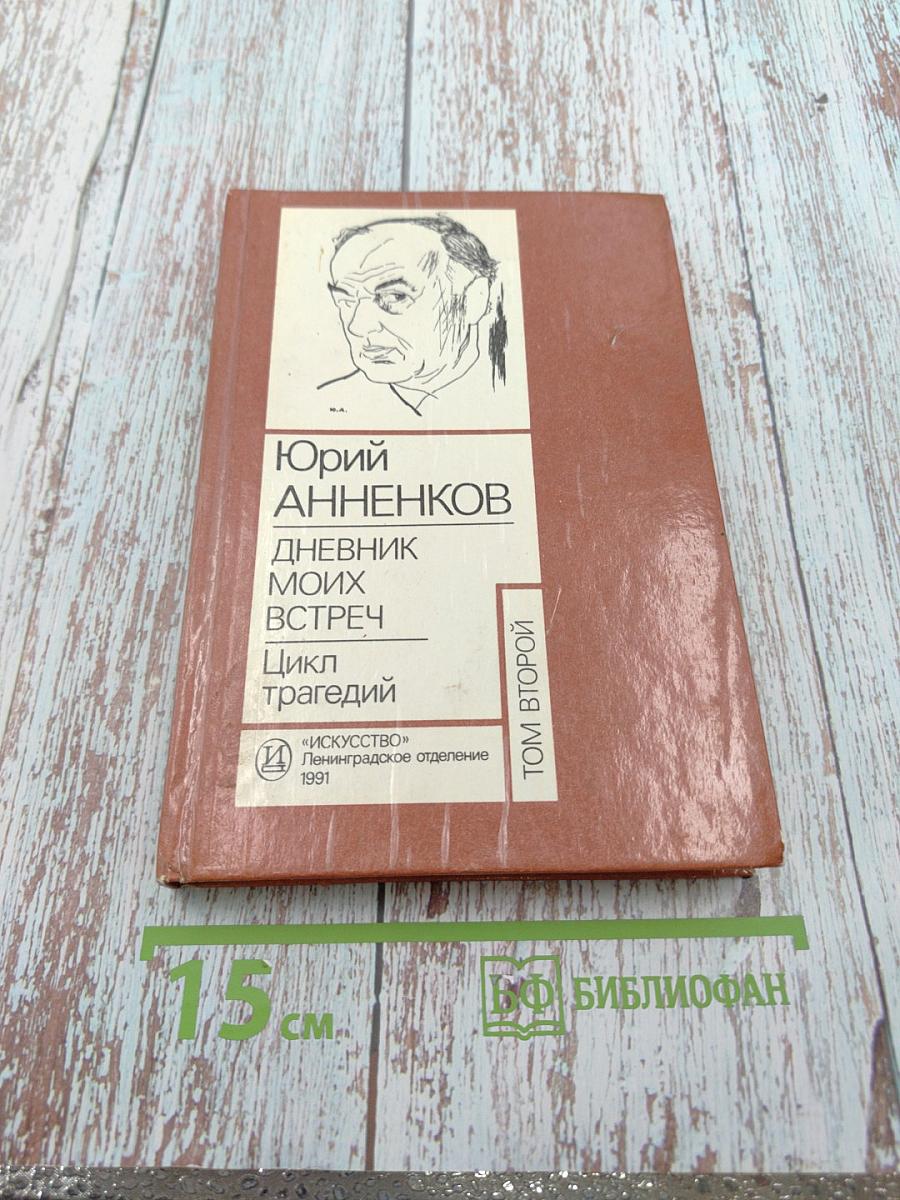 Ю.А.
Юрий
АННЕНКОВ
ДНЕВНИК
МОИХ
ВСТРЕЧ
Цикл
трагедий
ТОМ ВТОРОЙ
И
«ИСКУССТВО»
Ленинградское отделение
1991
15 см
БФ БИБЛИОФАН